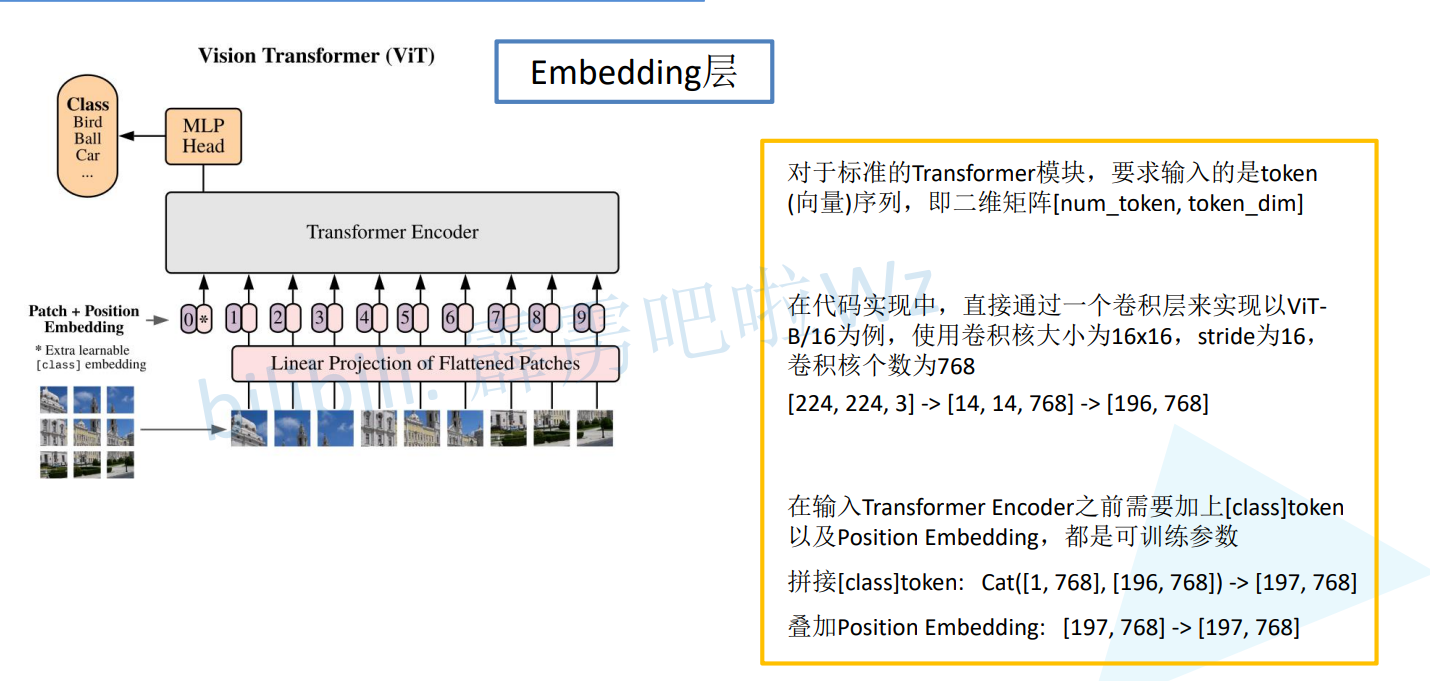 Vision Transformer (ViT)
Embedding层
Class
Bird
Ball
Car
...
MLP
Head
Transformer Encoder
Patch + Position
Embedding
* Extra learnable
[class] embedding
0 * 1 2 3 4 5 6 7 8 9
Linear Projection of Flattened Patches
对于标准的Transformer模块，要求输入的是token
(向量)序列，即二维矩阵[num_token, token_dim]
在代码实现中，直接通过一个卷积层来实现以ViT-
B/16为例，使用卷积核大小为16x16，stride为16，
卷积核个数为768
[224, 224, 3] -> [14, 14, 768] -> [196, 768]
在输入Transformer Encoder之前需要加上[class]token
以及Position Embedding，都是可训练参数
拼接[class]token: Cat([1, 768], [196, 768]) -> [197, 768]
叠加Position Embedding: [197, 768] -> [197, 768]
bilibili: 霹雳吧啦Wz